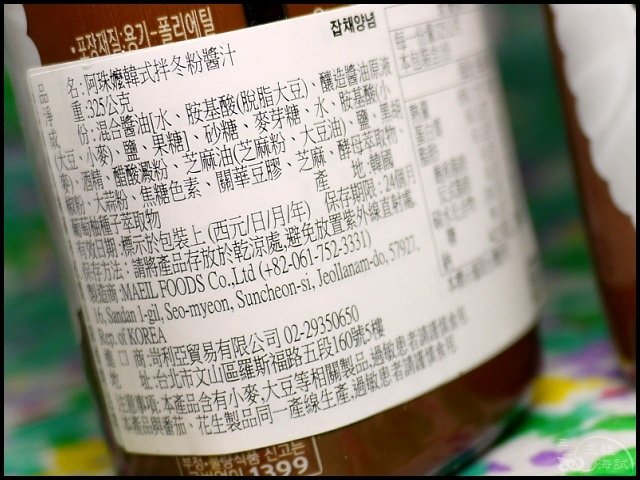 •포장재질:용기-폴리에틸
잡채양념
品 名:阿珠嬤韓式拌冬粉醬汁
淨 重:325公克
成 份:混合醬油[水、胺基酸(脫脂大豆)、釀造醬油原液
(大豆、小麥)、鹽、果糖]、砂糖、麥芽糖、水、胺基酸(小
麥)、酒精、醋酸澱粉、芝麻油(芝麻粉、大豆油)、鹽、黑胡
椒粉、大蒜粉、焦糖色素、關華豆膠、芝麻、酵母萃取物、
葡萄柚種子萃取物 產 地:韓國
有效日期:標示於包裝上(西元/日/月/年) 保存期限:24個月
保存方法:請將產品存放於乾涼處,避免放置紫外線直射處
製造商:MAEIL FOODS Co.,Ltd (+82-061-752-3331)
16, Sandan 1-gil, Seo-myeon, Suncheon-si, Jeollanam-do, 57927,
Rep.of KOREA
進 口 商:岢利亞貿易有限公司 02-29350650
地 址:台北市文山區羅斯福路五段160號5樓
注意事項:本產品含有小麥,大豆等相關製品,過敏患者請謹慎食用
本產品與番茄、花生製品同一產線生產,過敏患者請謹慎食用
熱量
蛋白質
脂肪
1399